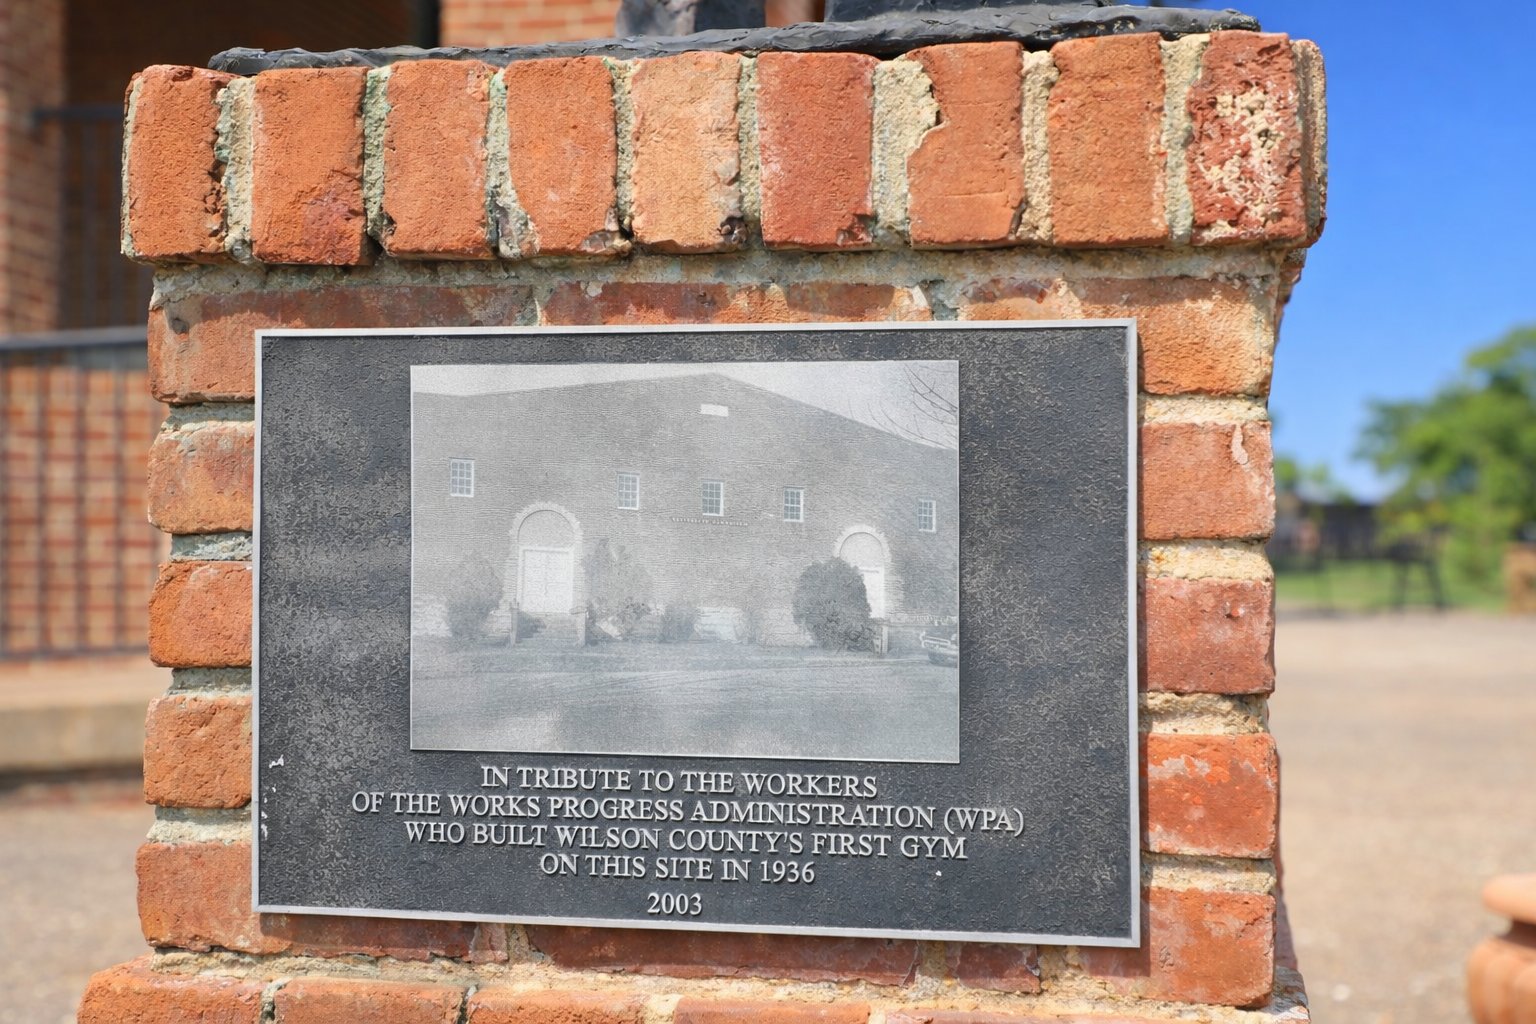 IN TRIBUTE TO THE WORKERS
OF THE WORKS PROGRESS ADMINISTRATION (WPA)
WHO BUILT WILSON COUNTY'S FIRST GYM
ON THIS SITE IN 1936
2003